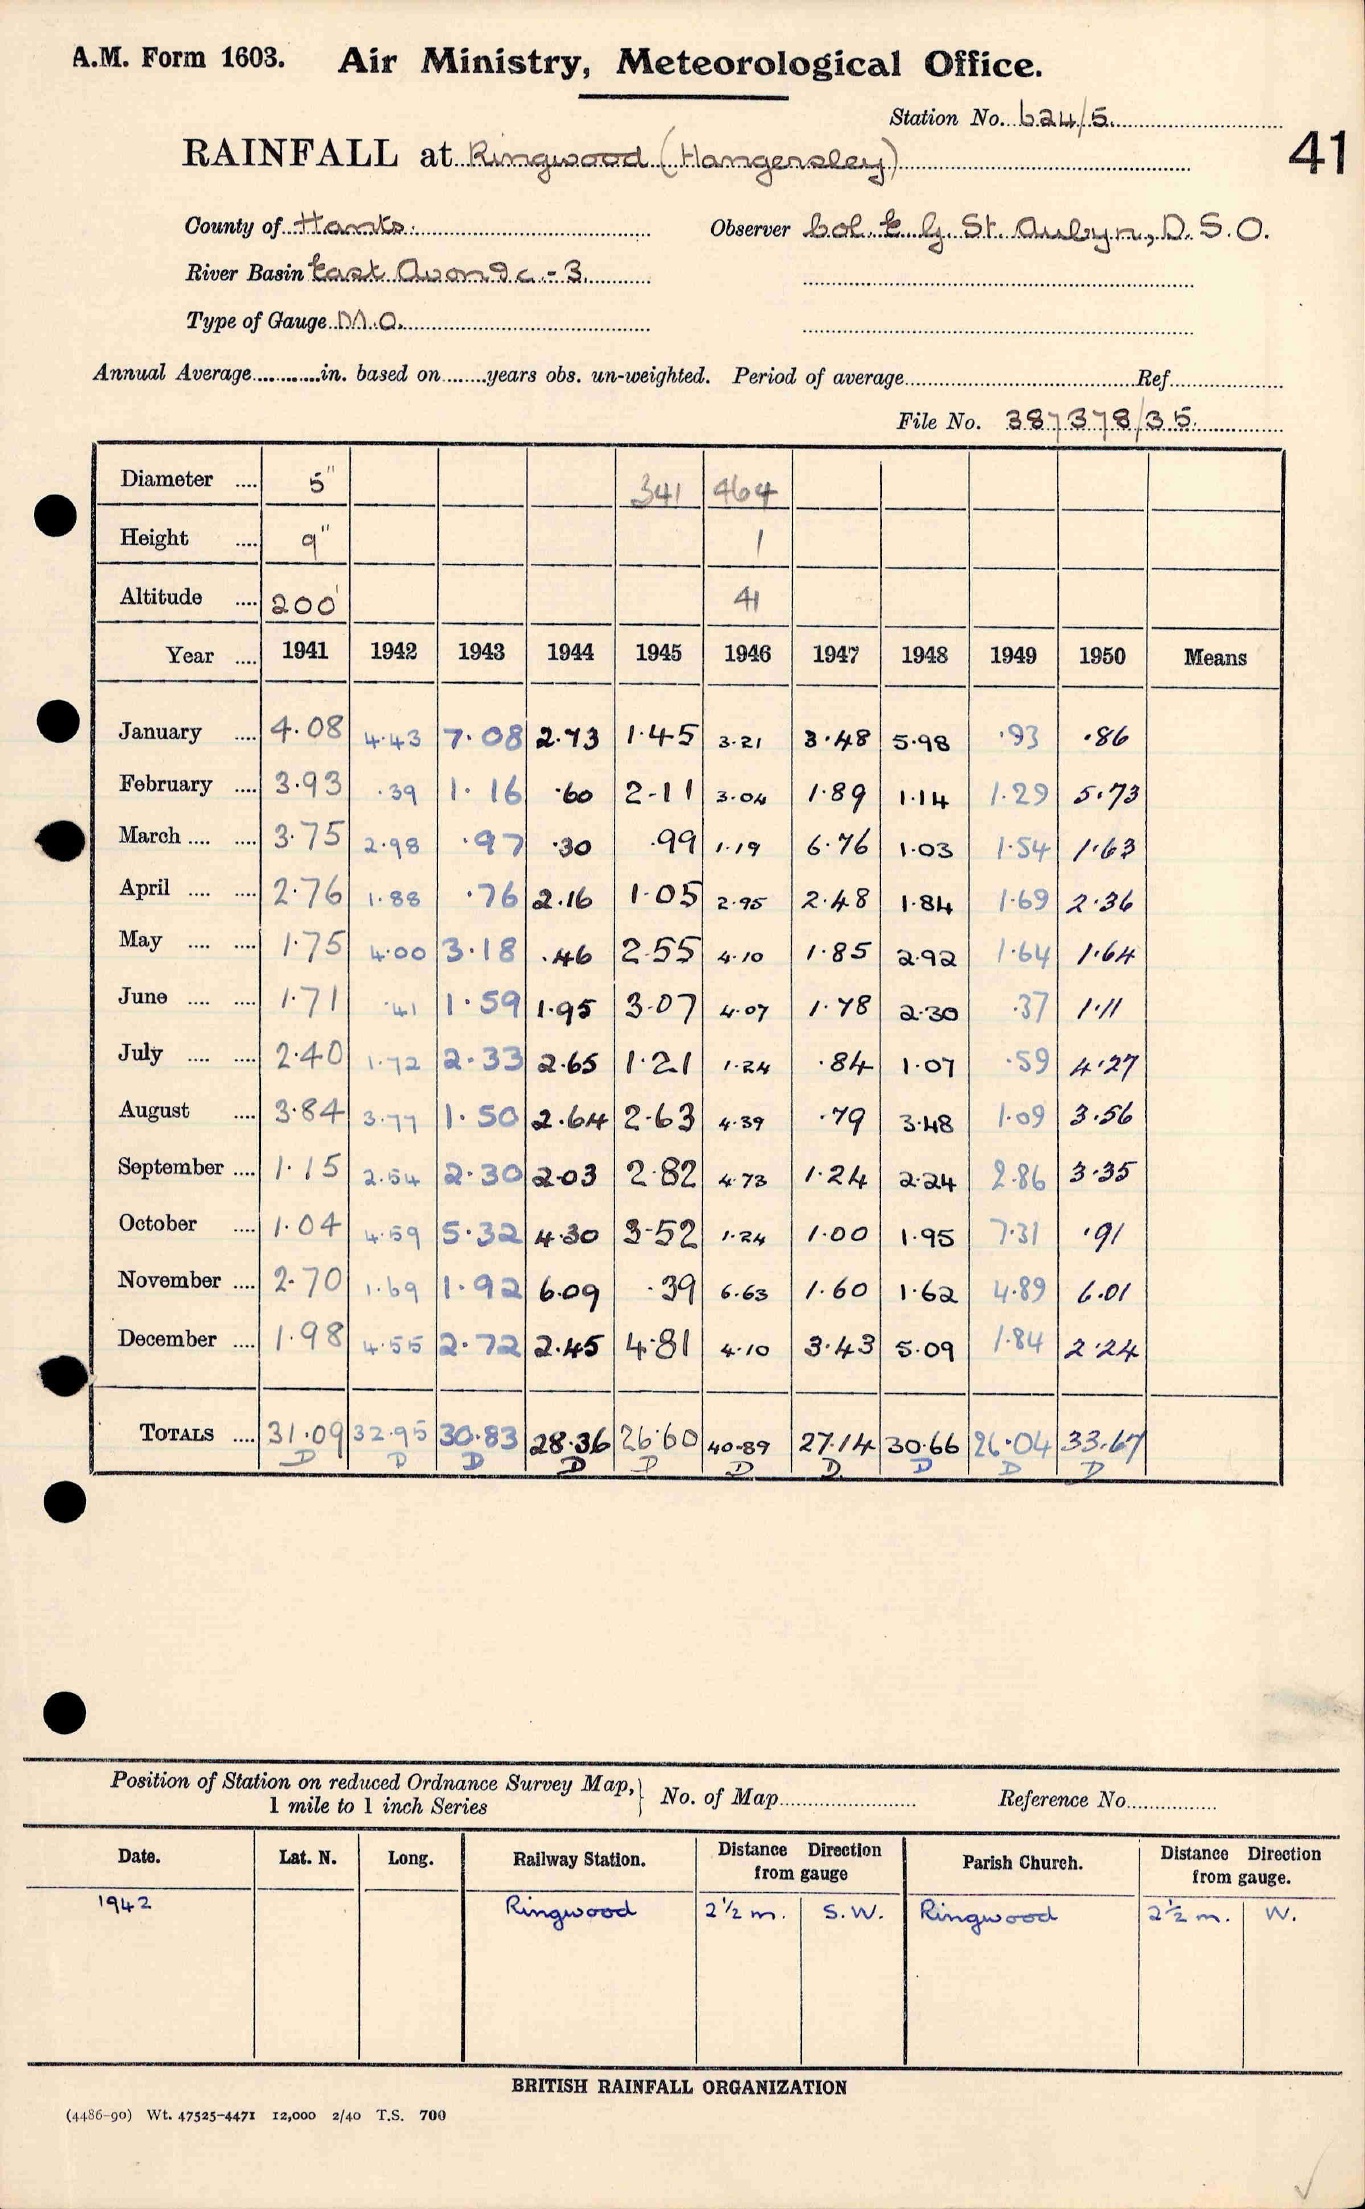 A.M. Form 1603. Air Ministry, Meteorological Office.
Station No. 624/5.
41
RAINFALL at Ringwood (Hangersley)
County of Hants. Observer Col. E. G. St. Aubyn, D.S.O.
River Basin East Avon 9c-3.
Type of Gauge M.O.
Annual Average............in. based on........years obs. un-weighted. Period of average........Ref........
File No. 387378/35.
Diameter .... 5" 341 464
Height .... 9" 1
Altitude .... 200' 41
Year .... 1941 1942 1943 1944 1945 1946 1947 1948 1949 1950 Means
January .... 4.08 4.43 7.08 2.73 1.45 3.21 3.48 5.98 .93 .86
February .... 3.93 .39 1.16 .60 2.11 3.04 1.89 1.14 1.29 5.73
March .... .... 3.75 2.98 .97 .30 .99 1.19 6.76 1.03 1.54 1.63
April .... .... 2.76 1.88 .76 2.16 1.05 2.95 2.48 1.84 1.69 2.36
May .... .... 1.75 4.00 3.18 .46 2.55 4.10 1.85 2.92 1.64 1.64
June .... .... 1.71 .41 1.59 1.95 3.07 4.07 1.78 2.30 .37 1.11
July .... .... 2.40 1.72 2.33 2.65 1.21 1.24 .84 1.07 .59 4.27
August .... 3.84 3.77 1.50 2.64 2.63 4.39 .79 3.48 1.09 3.56
September .... 1.15 2.54 2.30 2.03 2.82 4.73 1.24 2.24 2.86 3.35
October .... 1.04 4.59 5.32 4.30 3.52 1.24 1.00 1.95 7.31 .91
November .... 2.70 1.69 1.92 6.09 .39 6.63 1.60 1.62 4.89 6.01
December .... 1.98 4.55 2.72 2.45 4.81 4.10 3.43 5.09 1.84 2.24
TOTALS .... 31.09 32.95 30.83 28.36 26.60 40.89 27.14 30.66 26.04 33.67
D D D D D D D D D D
Position of Station on reduced Ordnance Survey Map,
1 mile to 1 inch Series } No. of Map........ Reference No........
Date. Lat. N. Long. Railway Station. Distance Direction from gauge Parish Church. Distance Direction from gauge.
1942 Ringwood 2½ m. S.W. Ringwood 2½ m. W.
BRITISH RAINFALL ORGANIZATION
(4486-90) Wt. 47525-4471 12,000 2/40 T.S. 700